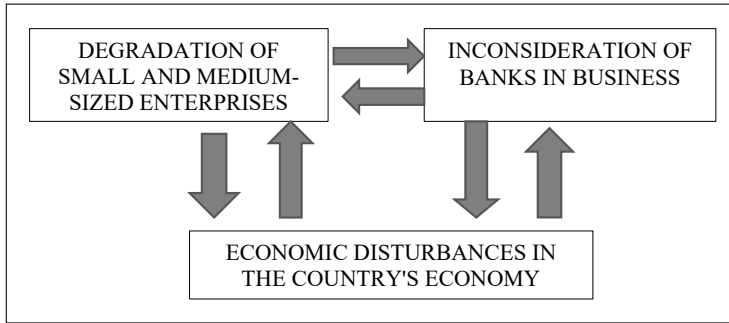 DEGRADATION OF
SMALL AND MEDIUM-
SIZED ENTERPRISES
INCONSIDERATION OF
BANKS IN BUSINESS
ECONOMIC DISTURBANCES IN
THE COUNTRY'S ECONOMY